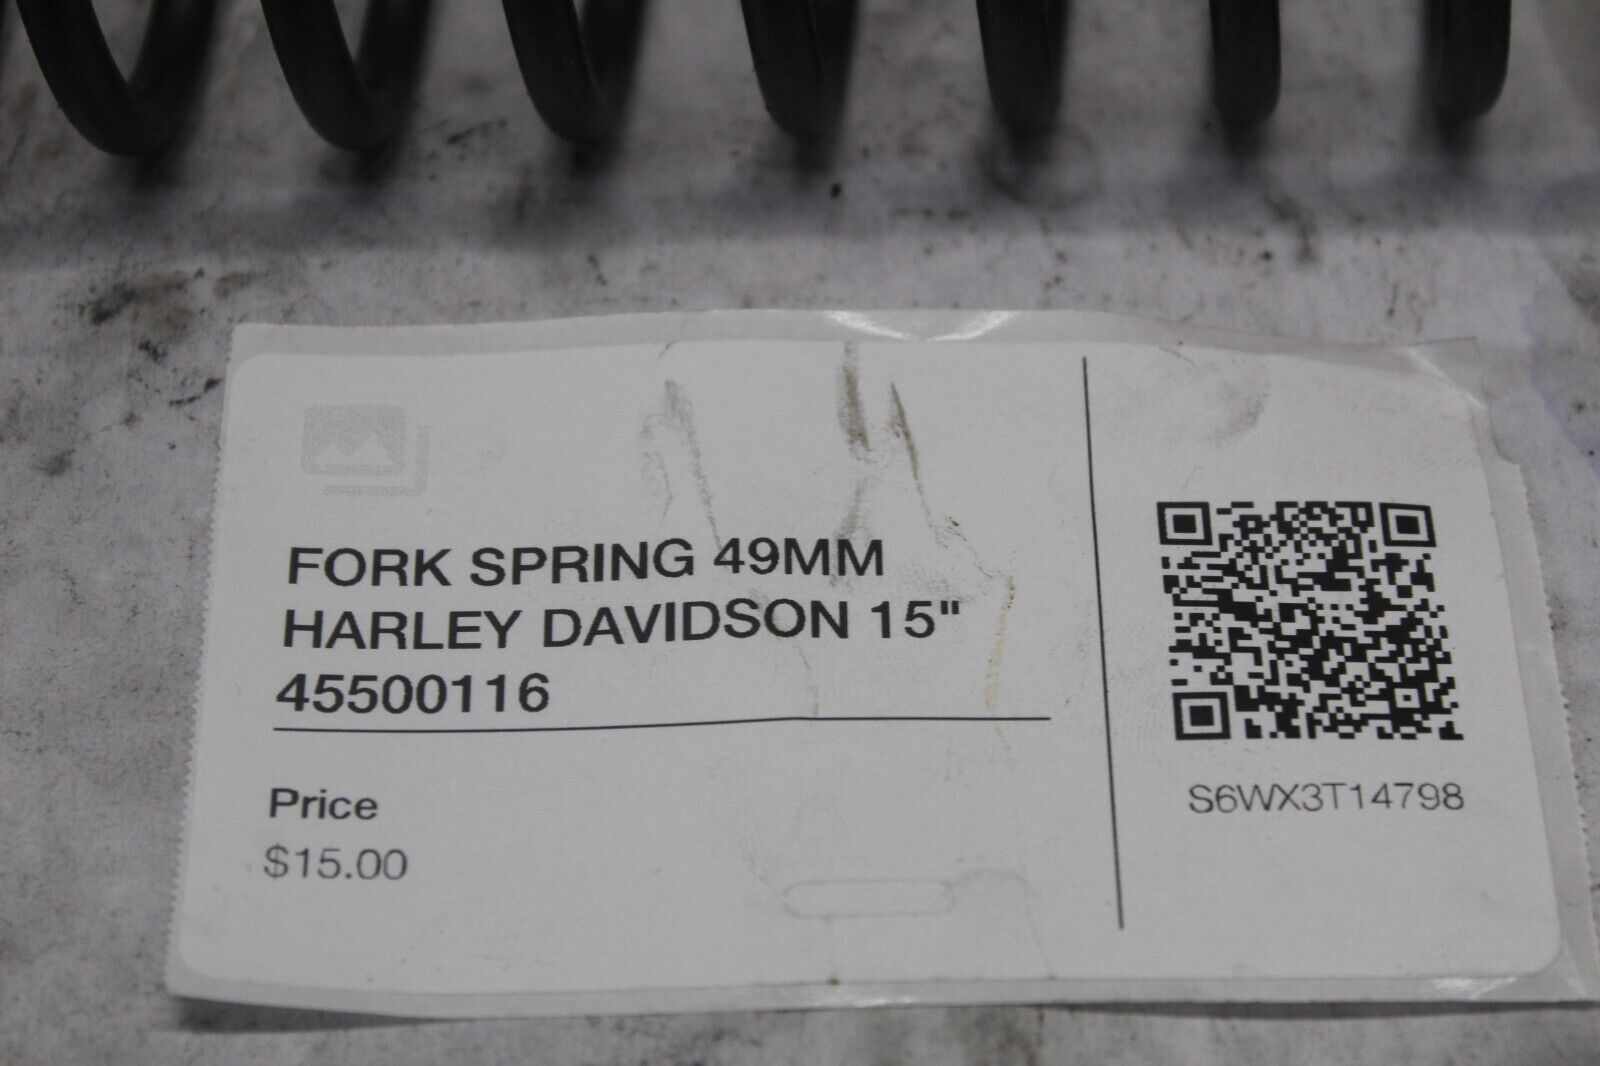 FORK SPRING 49MM
HARLEY DAVIDSON 15"
45500116
Price
$15.00
S6WX3T14798